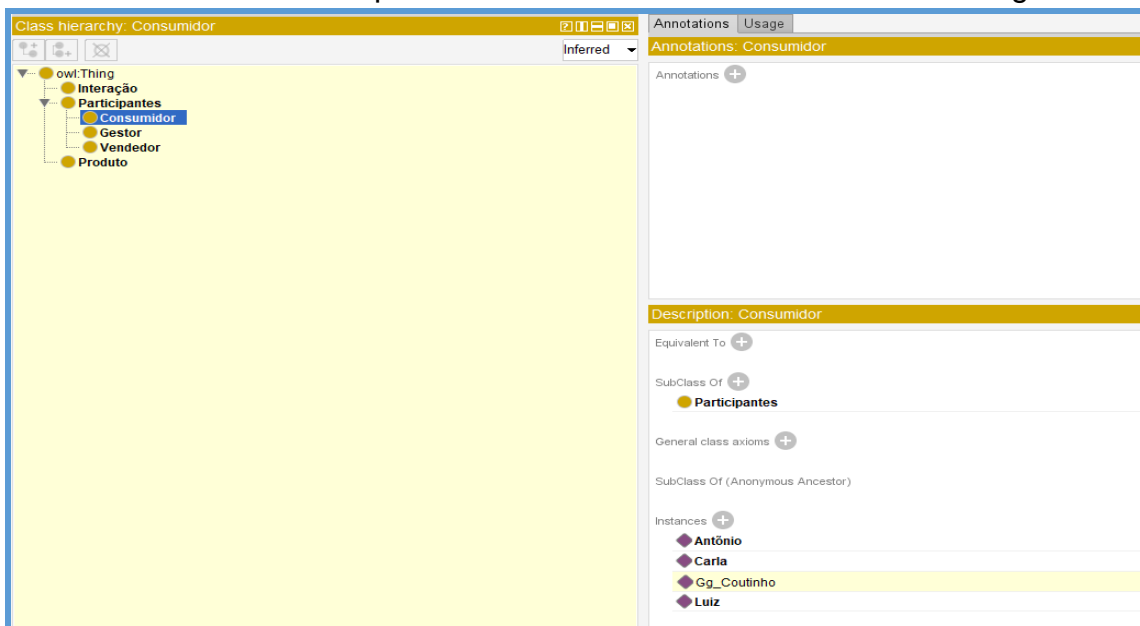 Class hierarchy: Consumidor
Inferred
owl:Thing
Interação
Participantes
Consumidor
Gestor
Vendedor
Produto
Annotations Usage
Annotations: Consumidor
Annotations
Description: Consumidor
Equivalent To
SubClass Of
Participantes
General class axioms
SubClass Of (Anonymous Ancestor)
Instances
Antõnio
Carla
Gg_Coutinho
Luiz